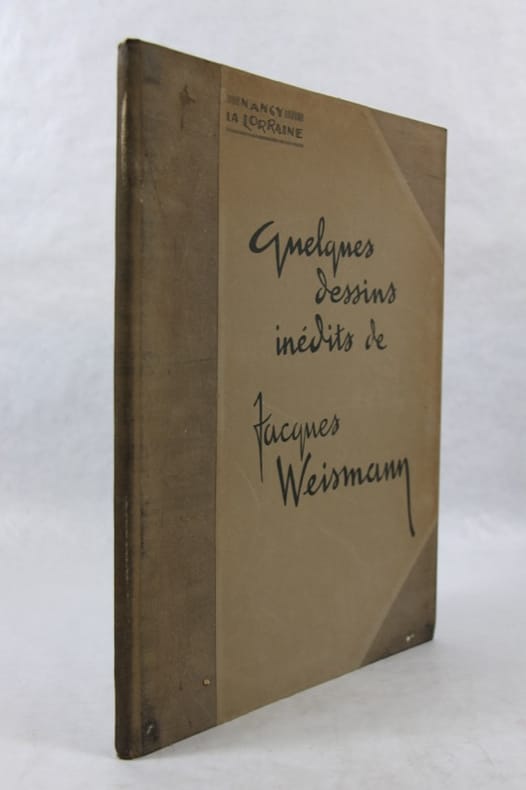 NANCY
LA LORRAINE
Quelques
dessins
inédits de
Jacques
Weismann